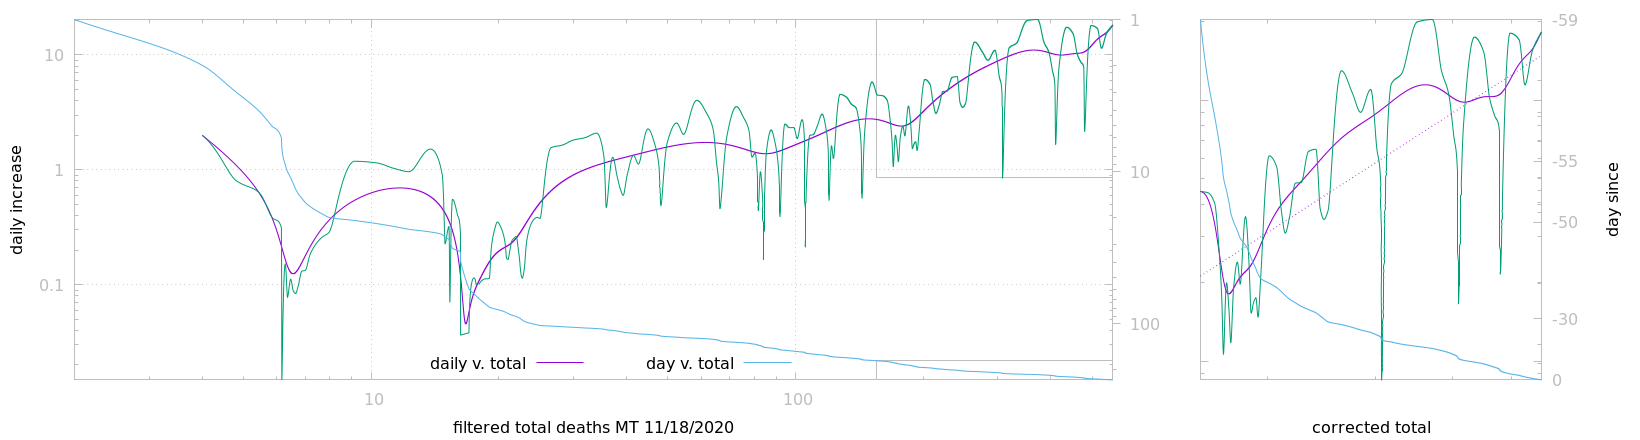 10
1
0.1
daily increase
10
100
filtered total deaths MT 11/18/2020
daily v. total
day v. total
1
10
100
-59
-55
-50
-30
0
day since
corrected total